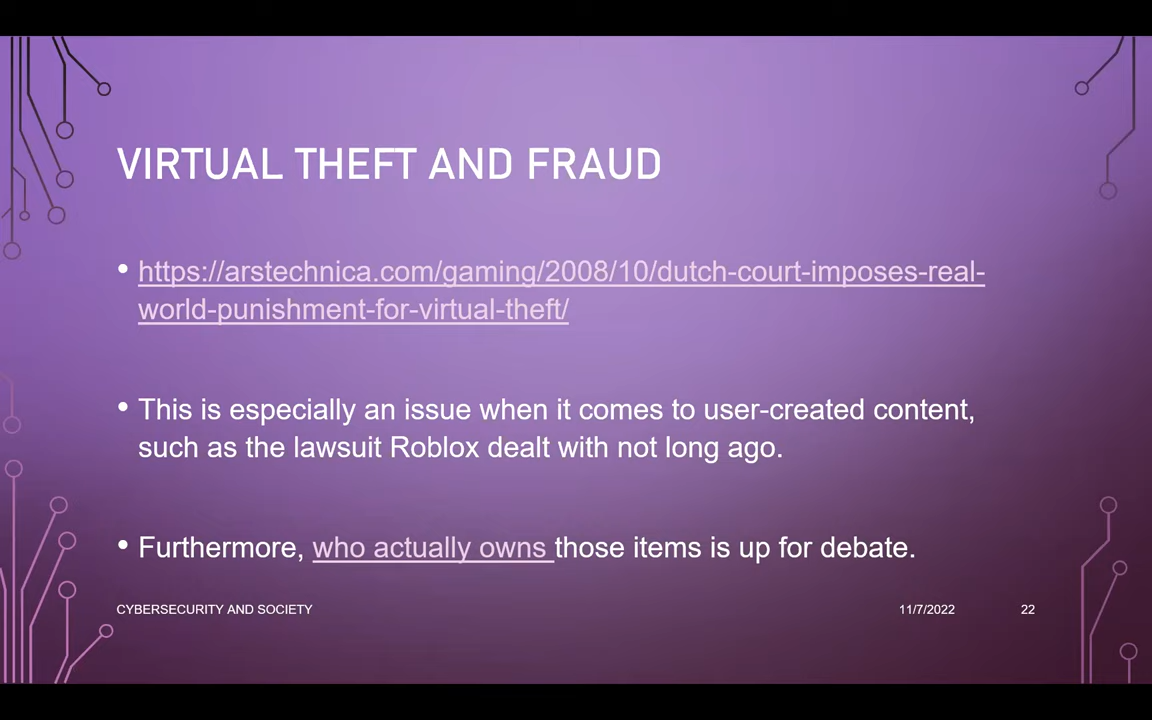 VIRTUAL THEFT AND FRAUD
• https://arstechnica.com/gaming/2008/10/dutch-court-imposes-real-
world-punishment-for-virtual-theft/
• This is especially an issue when it comes to user-created content,
such as the lawsuit Roblox dealt with not long ago.
• Furthermore, who actually owns those items is up for debate.
CYBERSECURITY AND SOCIETY
11/7/2022
22